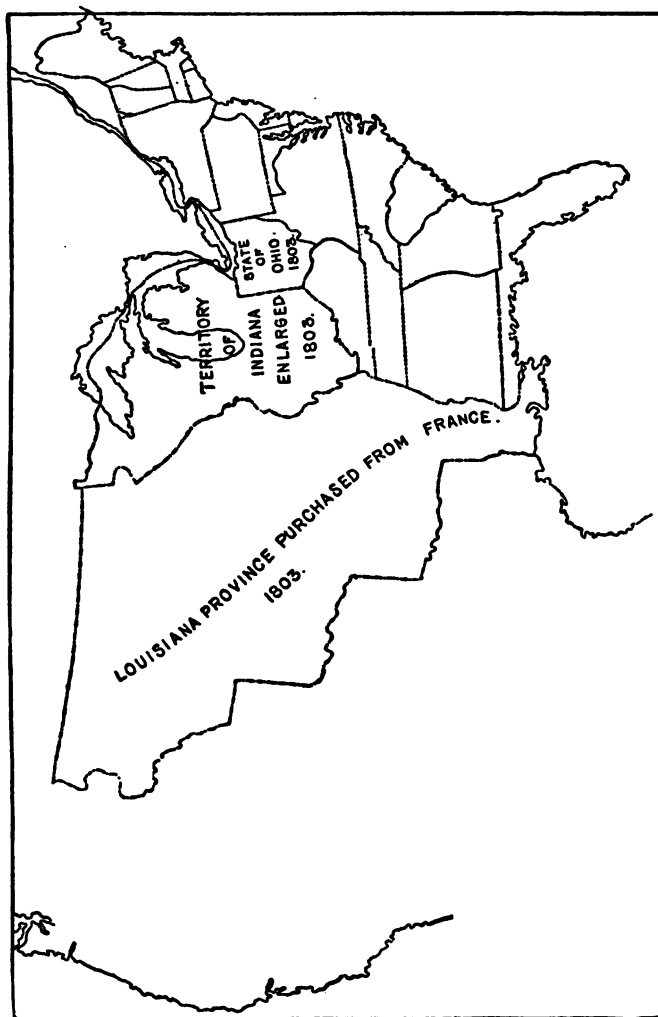 STATE
OF
OHIO.
1803.
TERRITORY
OF
INDIANA
ENLARGED
1803.
LOUISIANA PROVINCE PURCHASED FROM FRANCE.
1803.